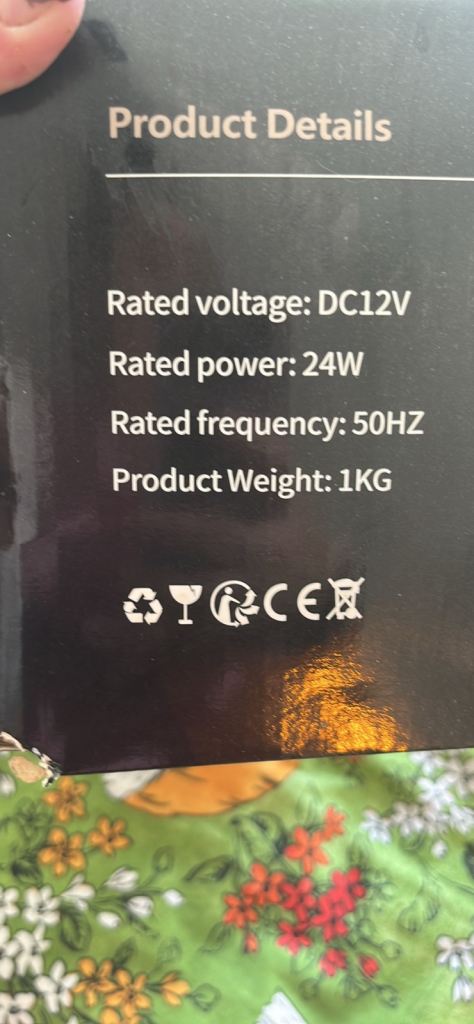 Product Details
Rated voltage: DC12V
Rated power: 24W
Rated frequency: 50HZ
Product Weight: 1KG
CE